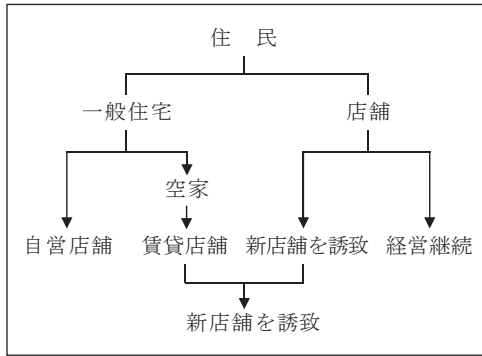 住 民
一般住宅 店舗
空家
自営店舗 賃貸店舗 新店舗を誘致 経営継続
新店舗を誘致